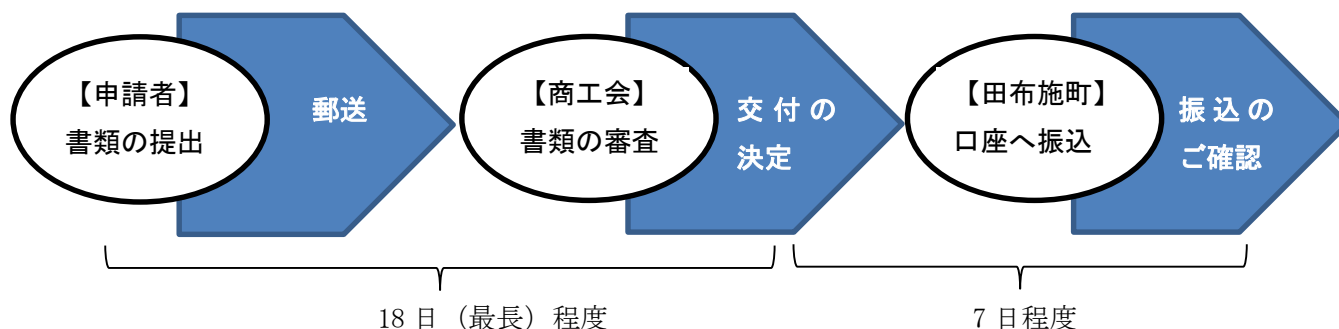 【申請者】
書類の提出
郵送
【商工会】
書類の審査
交付の
決定
【田布施町】
口座へ振込
振込の
ご確認
18日（最長）程度
7日程度